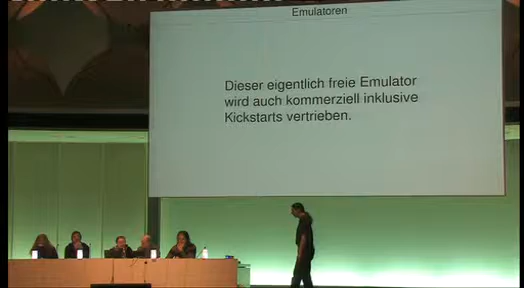 Emulatoren
Dieser eigentlich freie Emulator
wird auch kommerziell inklusive
Kickstarts vertrieben.